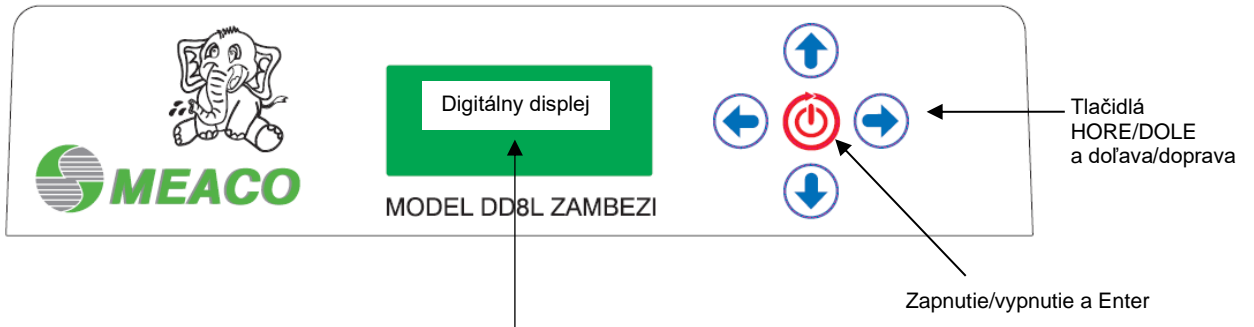 Digitálny displej
MEACO
MODEL DD8L ZAMBEZI
Tlačidlá
HORE/DOLE
a doľava/doprava
Zapnutie/vypnutie a Enter